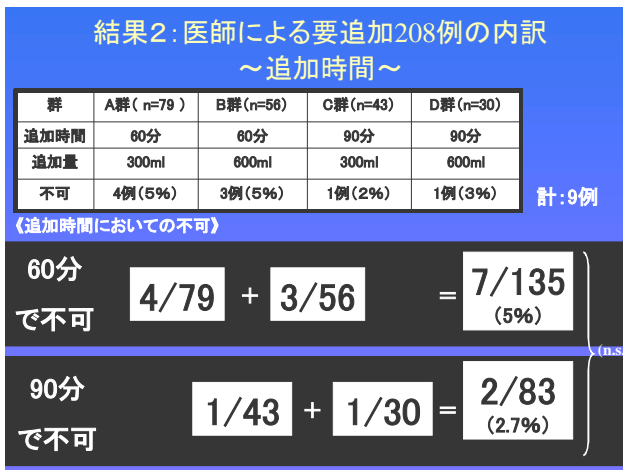 結果2:医師による要追加208例の内訳
～追加時間～
群 A群( n=79 ) B群(n=56) C群(n=43) D群(n=30)
追加時間 60分 60分 90分 90分
追加量 300ml 600ml 300ml 600ml
不可 4例(5%) 3例(5%) 1例(2%) 1例(3%)
計:9例
《追加時間においての不可》
60分
で不可
4/79 + 3/56 = 7/135
(5%)
(n.s.
90分
で不可
1/43 + 1/30 = 2/83
(2.7%)